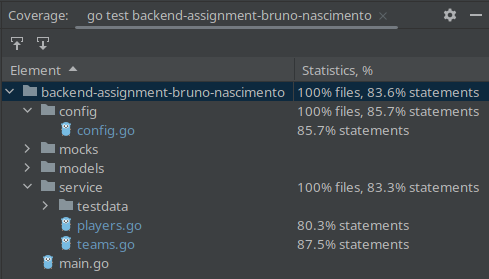 Coverage: go test backend-assignment-bruno-nascimento ×
Element Statistics, %
backend-assignment-bruno-nascimento 100% files, 83.6% statements
config 100% files, 85.7% statements
config.go 85.7% statements
mocks
models
service 100% files, 83.3% statements
testdata
players.go 80.3% statements
teams.go 87.5% statements
main.go